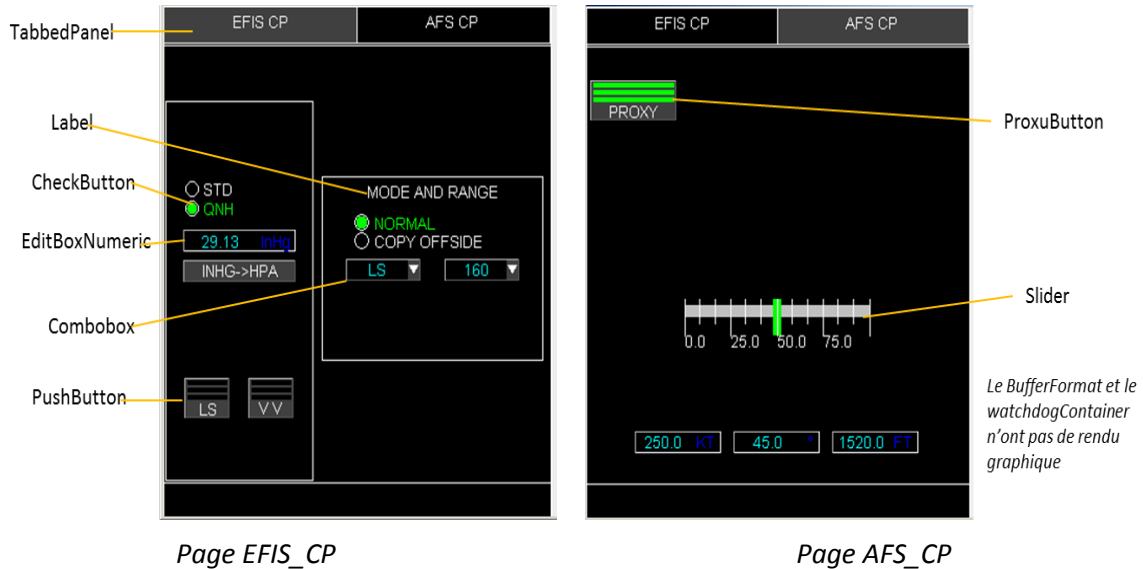 EFIS CP
AFS CP
TabbedPanel
Label
CheckButton
EditBoxNumeric
Combobox
PushButton
STD
QNH
29.13 InHg
INHG->HPA
LS
VV
MODE AND RANGE
NORMAL
COPY OFFSIDE
LS
160
Page EFIS_CP
EFIS CP
AFS CP
PROXY
ProxuButton
Slider
0.0 25.0 50.0 75.0
250.0 KT
45.0 °
1520.0 FT
Le BufferFormat et le
watchdogContainer
n'ont pas de rendu
graphique
Page AFS_CP